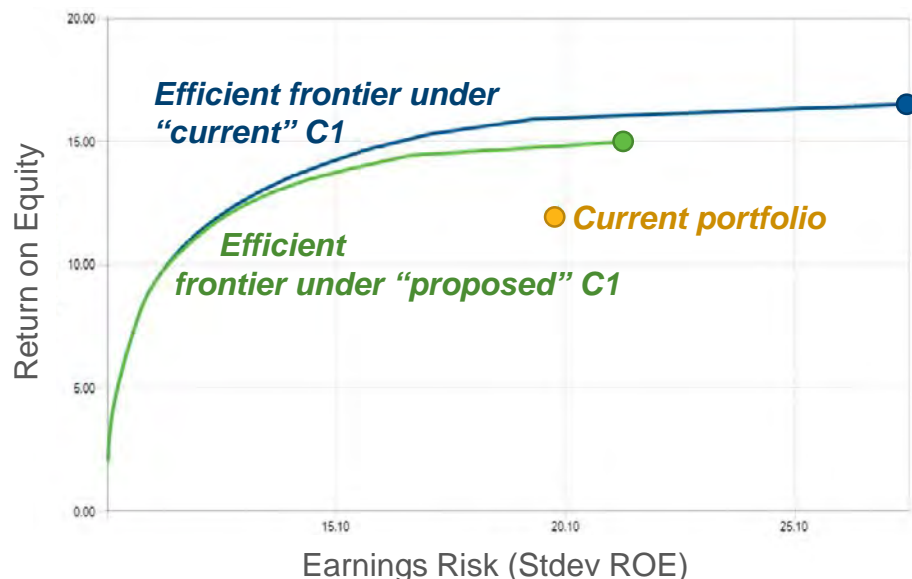 20.00
Efficient frontier under
“current” C1
15.00
Current portfolio
Efficient
frontier under “proposed” C1
10.00
5.00
0.00
15.10
20.10
25.10
Return on Equity
Earnings Risk (Stdev ROE)